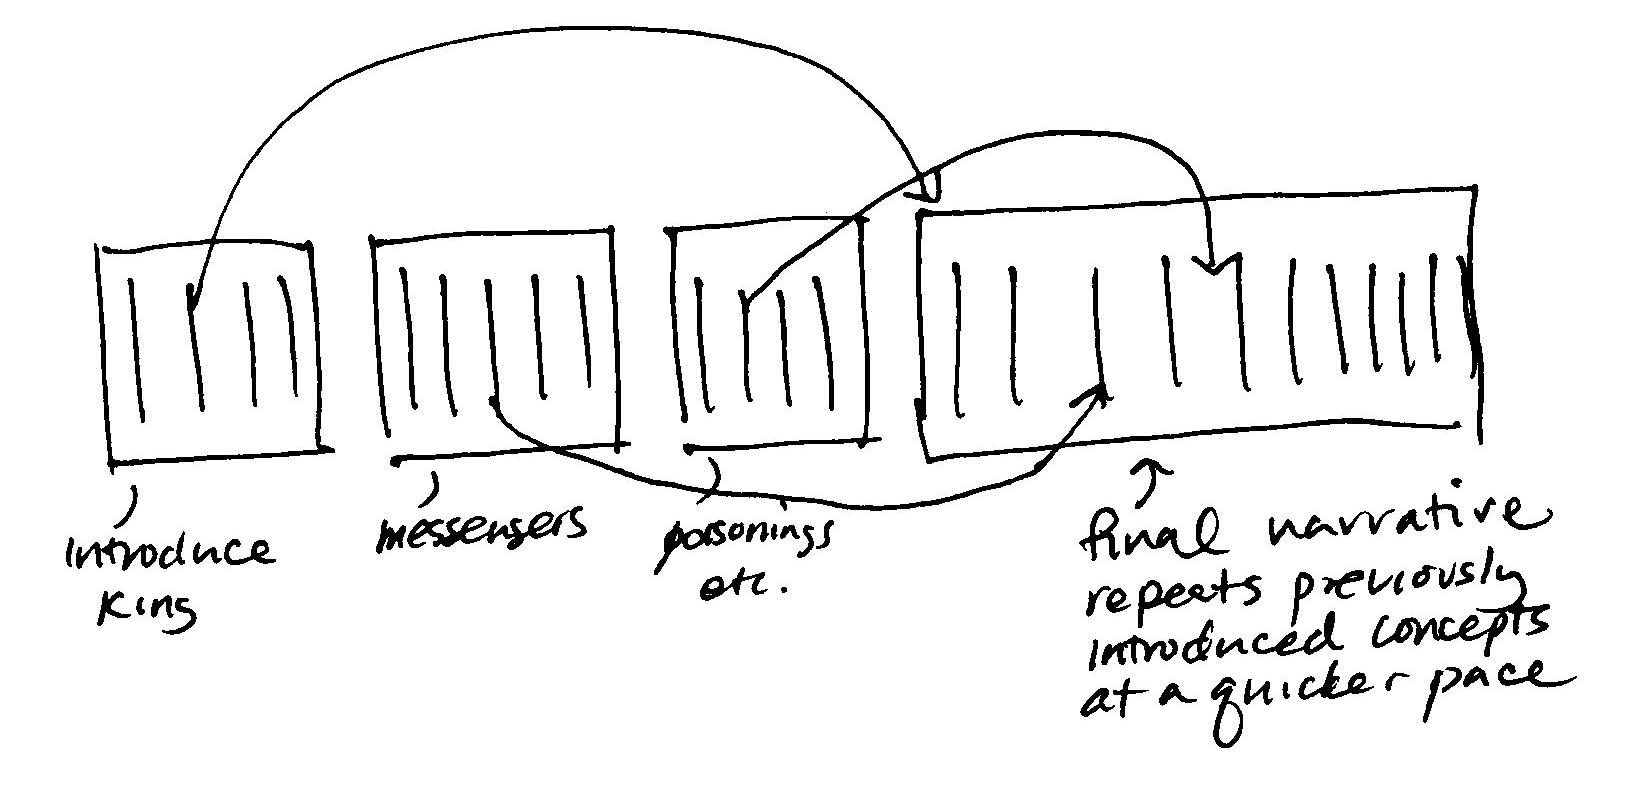 Introduce
King
messengers
poisonings
etc.
final narrative
repeats previously
introduced concepts
at a quicker pace